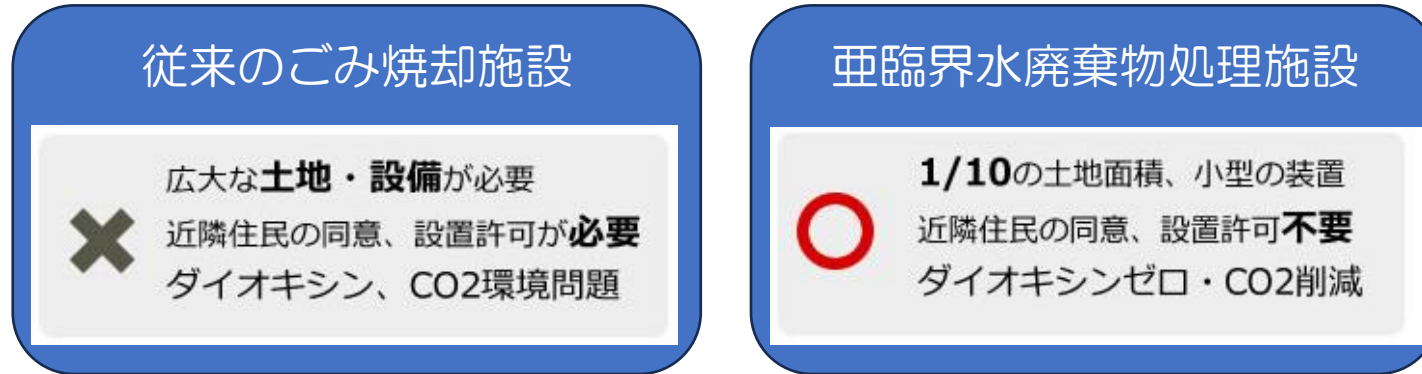 従来のごみ焼却施設
広大な土地・設備が必要
近隣住民の同意、設置許可が必要
ダイオキシン、CO2環境問題
亜臨界水廃棄物処理施設
1/10の土地面積、小型の装置
近隣住民の同意、設置許可不要
ダイオキシンゼロ・CO2削減